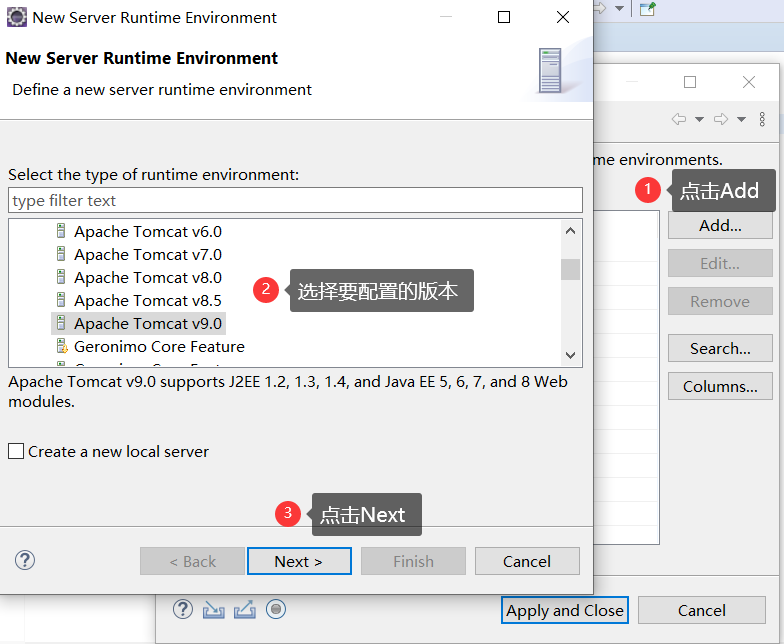 New Server Runtime Environment
New Server Runtime Environment
Define a new server runtime environment
Select the type of runtime environment:
type filter text
Apache Tomcat v6.0
Apache Tomcat v7.0
Apache Tomcat v8.0
Apache Tomcat v8.5
Apache Tomcat v9.0
Geronimo Core Feature
2
选择要配置的版本
Apache Tomcat v9.0 supports J2EE 1.2, 1.3, 1.4, and Java EE 5, 6, 7, and 8 Web
modules.
Create a new local server
3
点击Next
?
< Back
Next >
Finish
Cancel
me environments.
1
点击Add
Add...
Edit...
Remove
Search...
Columns...
?
Apply and Close
Cancel